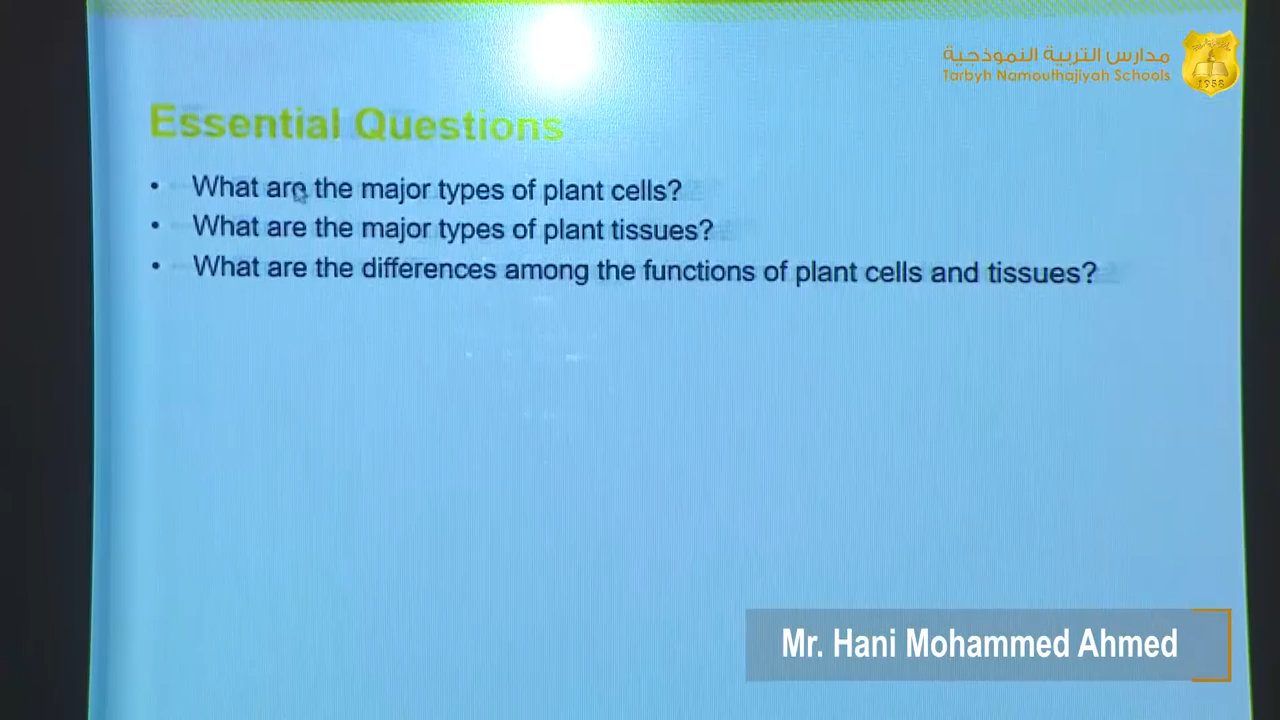 مدارس التربية النموذجية
Tarbyh Namouthajiyah Schools
1958
Essential Questions
• What are the major types of plant cells?
• What are the major types of plant tissues?
• What are the differences among the functions of plant cells and tissues?
Mr. Hani Mohammed Ahmed